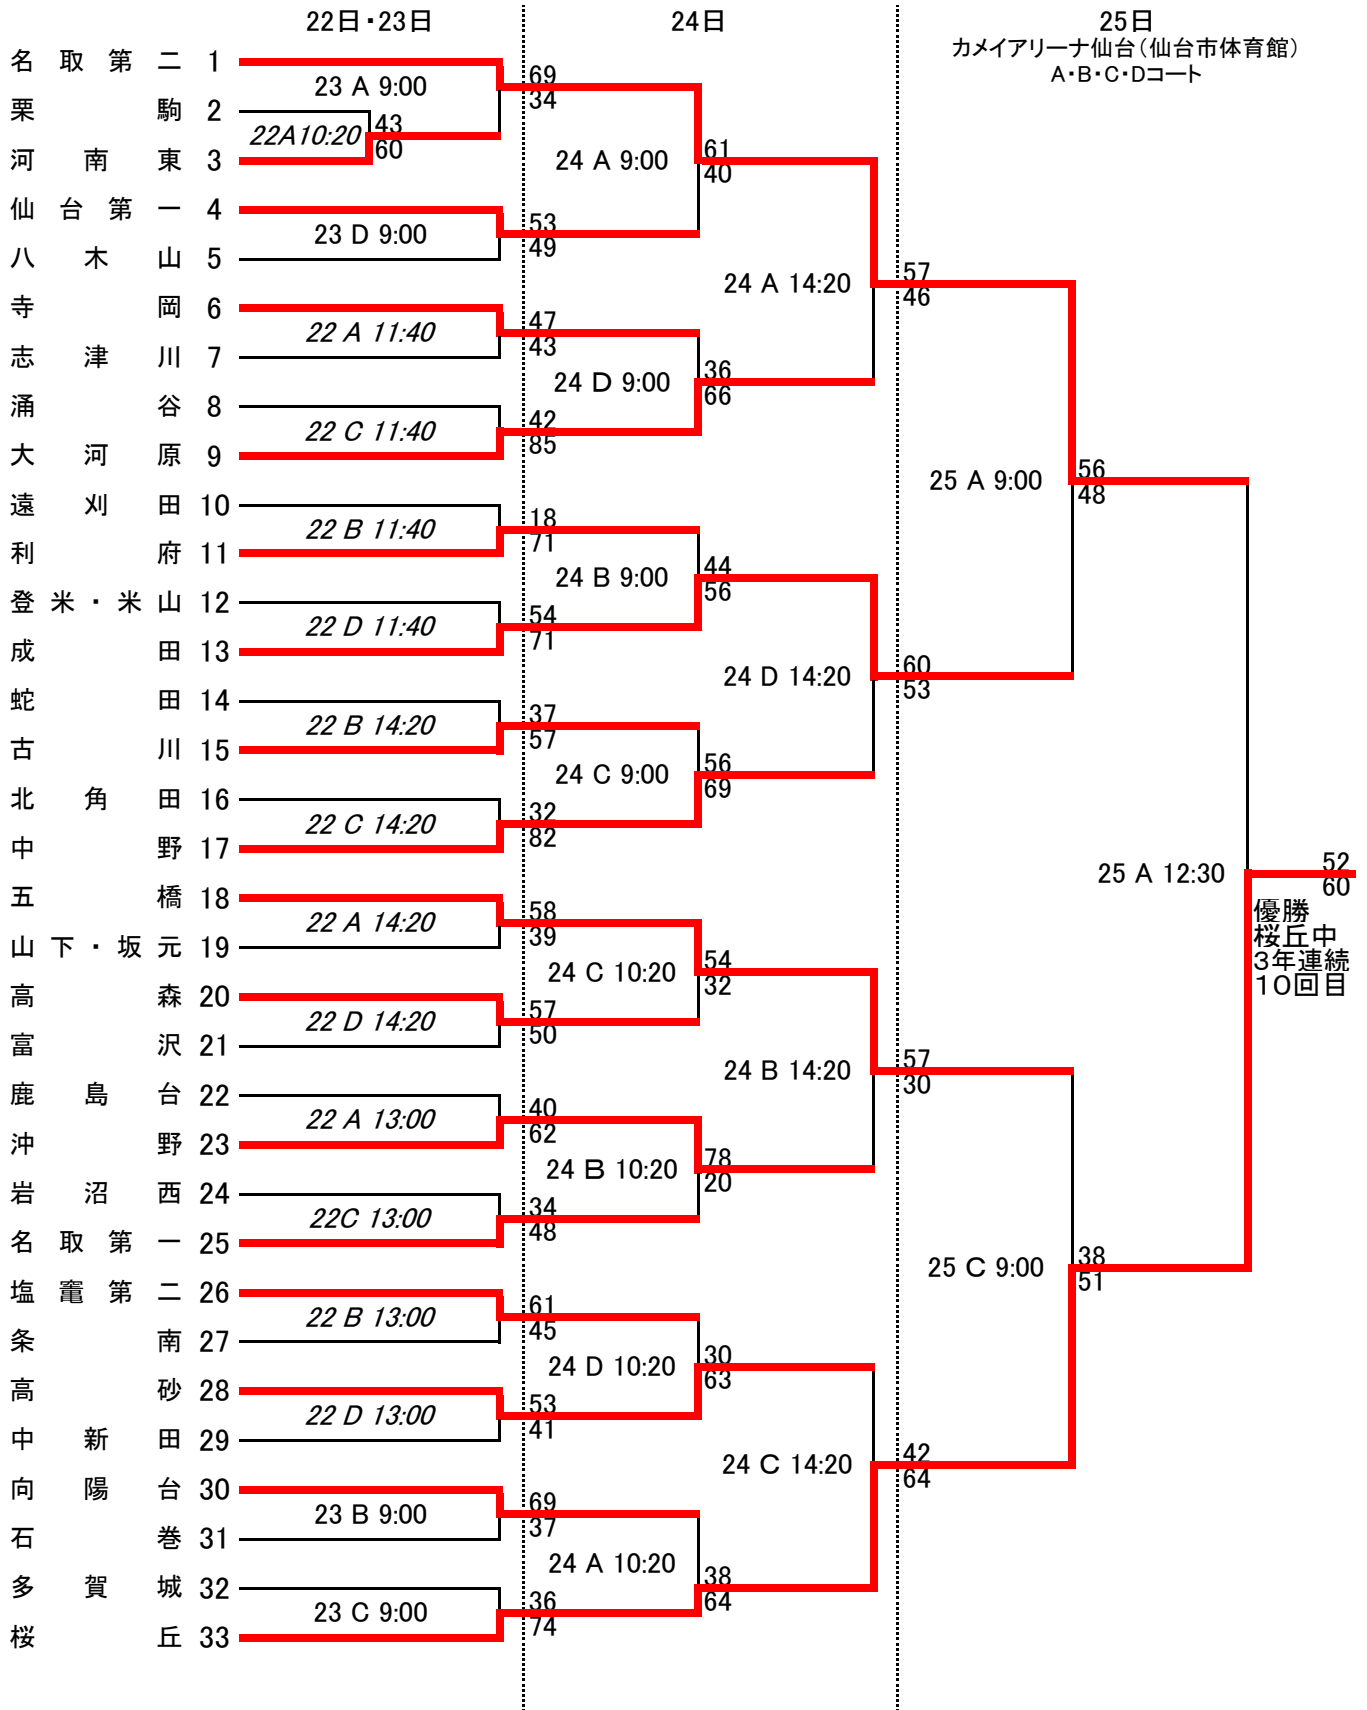 22日・23日
24日
25日
カメイアリーナ仙台(仙台市体育館)
A・B・C・Dコート
名取第二 1
栗駒 2
河南東 3
仙台第一 4
八木山 5
寺岡 6
志津川 7
涌谷 8
大河原 9
遠刈田 10
利府 11
登米・米山 12
成田 13
蛇田 14
古川 15
北角田 16
中野 17
五橋 18
山下・坂元 19
高森 20
富沢 21
鹿島台 22
沖野 23
岩沼西 24
名取第一 25
塩竈第二 26
条南 27
高砂 28
中新田 29
向陽台 30
石巻 31
多賀城 32
桜丘 33
23 A 9:00
22A10:20
43
60
23 D 9:00
22 A 11:40
22 C 11:40
22 B 11:40
22 D 11:40
22 B 14:20
22 C 14:20
22 A 14:20
22 D 14:20
22 A 13:00
22C 13:00
22 B 13:00
22 D 13:00
23 B 9:00
23 C 9:00
69
34
53
49
47
43
42
85
18
71
54
71
37
57
32
82
58
39
57
50
40
62
34
48
61
45
53
41
69
37
36
74
24 A 9:00
24 D 9:00
24 B 9:00
24 C 9:00
24 C 10:20
24 B 10:20
24 D 10:20
24 A 10:20
61
40
36
66
44
56
56
69
54
32
78
20
30
63
38
64
24 A 14:20
24 D 14:20
24 B 14:20
24 C 14:20
57
46
60
53
57
30
42
64
25 A 9:00
25 C 9:00
56
48
38
51
25 A 12:30
52
60
優勝
桜丘中
3年連続
10回目